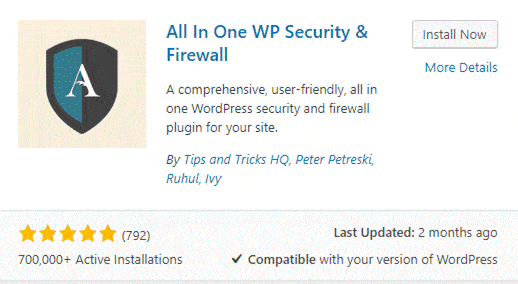 All In One WP Security &
Firewall
Install Now
More Details
A comprehensive, user-friendly, all in
one WordPress security and firewall
plugin for your site.
By Tips and Tricks HQ, Peter Petreski,
Ruhul, Ivy
A
(792)
Last Updated: 2 months ago
700,000+ Active Installations
Compatible with your version of WordPress